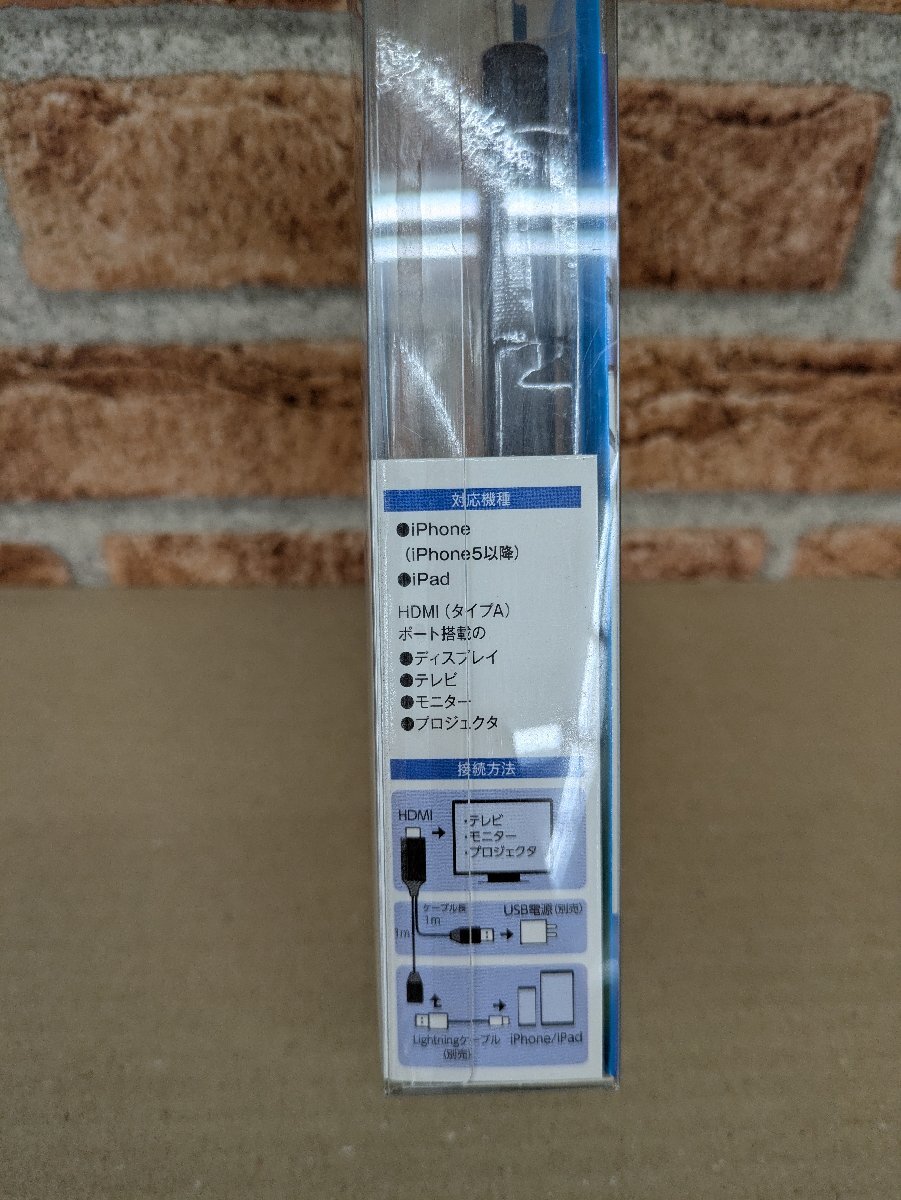 対応機種
●iPhone
(iPhone5以降)
●iPad
HDMI(タイプA)
ポート搭載の
●ディスプレイ
●テレビ
●モニター
●プロジェクタ
接続方法
HDMI
・テレビ
・モニター
・プロジェクタ
ケーブル長
1m
USB電源(別売)
1m
Lightningケーブル
(別売)
iPhone/iPad